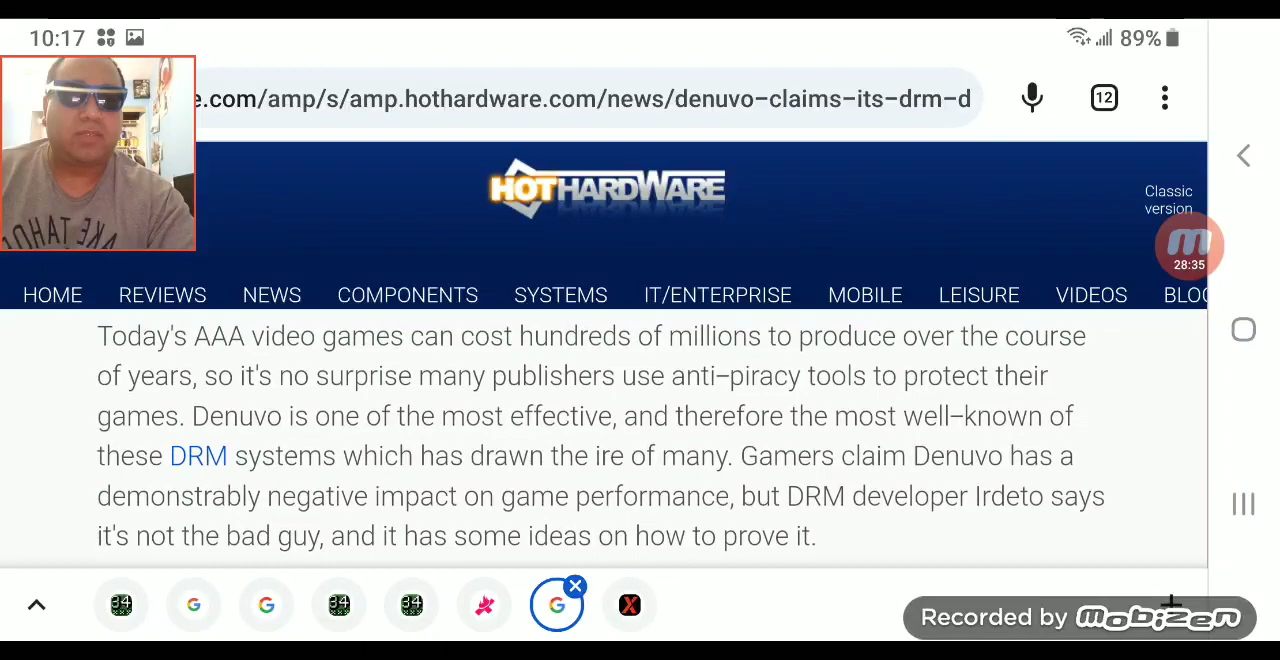 10:17
89%
e.com/amp/s/amp.hothardware.com/news/denuvo-claims-its-drm-d
12
HOTHARDWARE
Classic
version
28:35
HOME REVIEWS NEWS COMPONENTS SYSTEMS IT/ENTERPRISE MOBILE LEISURE VIDEOS BLOG
Today's AAA video games can cost hundreds of millions to produce over the course
of years, so it's no surprise many publishers use anti-piracy tools to protect their
games. Denuvo is one of the most effective, and therefore the most well-known of
these DRM systems which has drawn the ire of many. Gamers claim Denuvo has a
demonstrably negative impact on game performance, but DRM developer Irdeto says
it's not the bad guy, and it has some ideas on how to prove it.
Recorded by mobizen